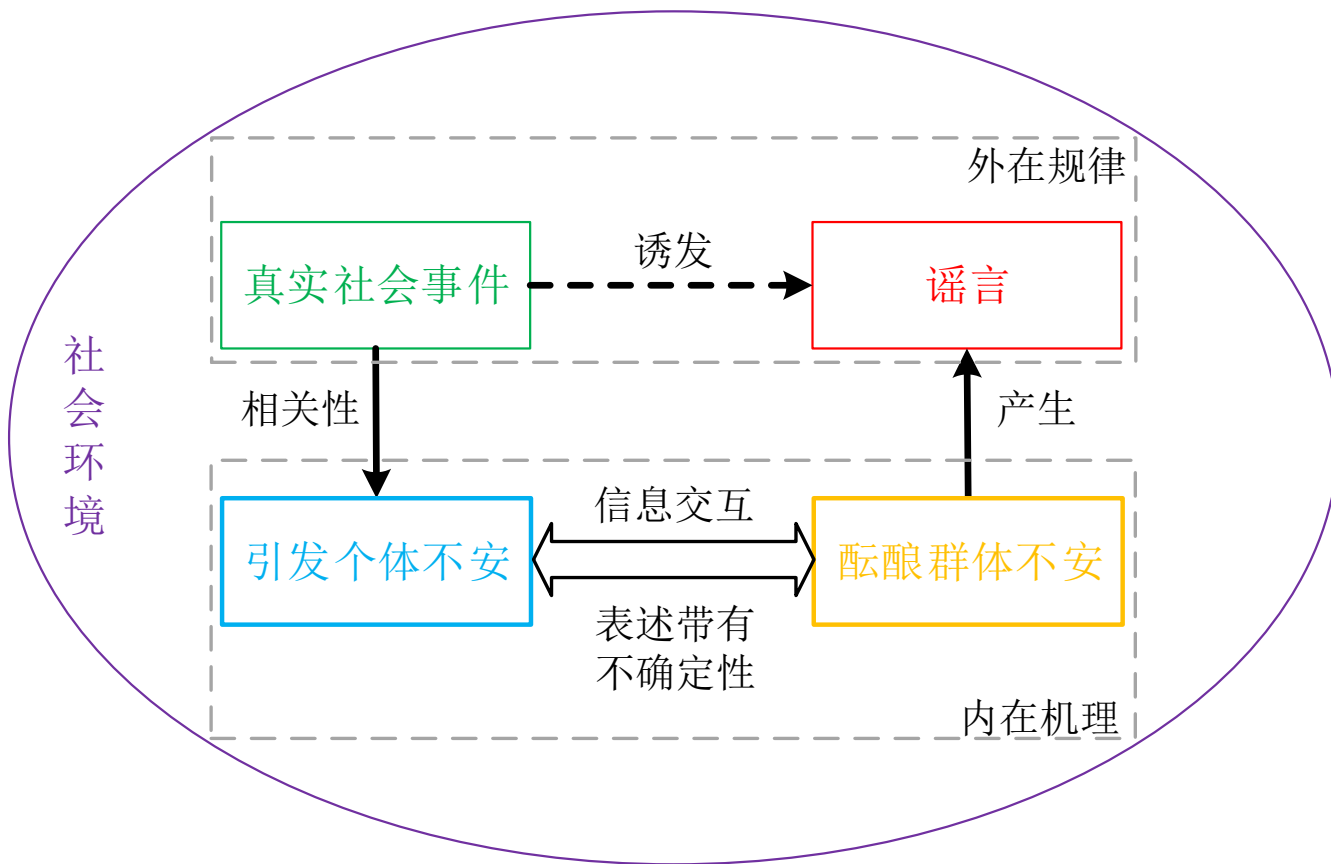 外在规律
真实社会事件
诱发
谣言
社会环境
相关性
产生
引发个体不安
信息交互
表述带有
不确定性
酝酿群体不安
内在机理